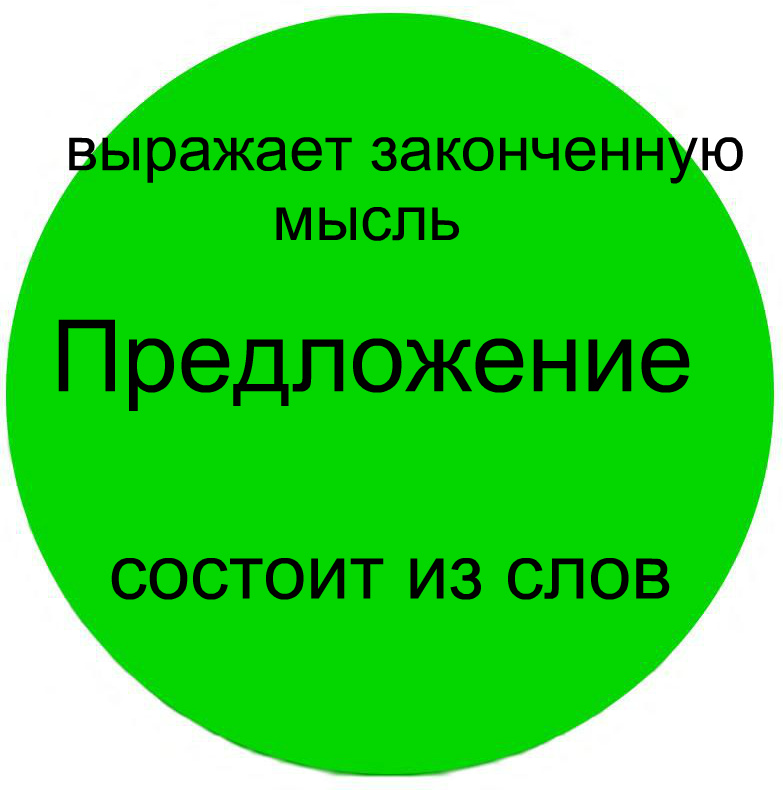 выражает законченную
мысль
Предложение
состоит из слов